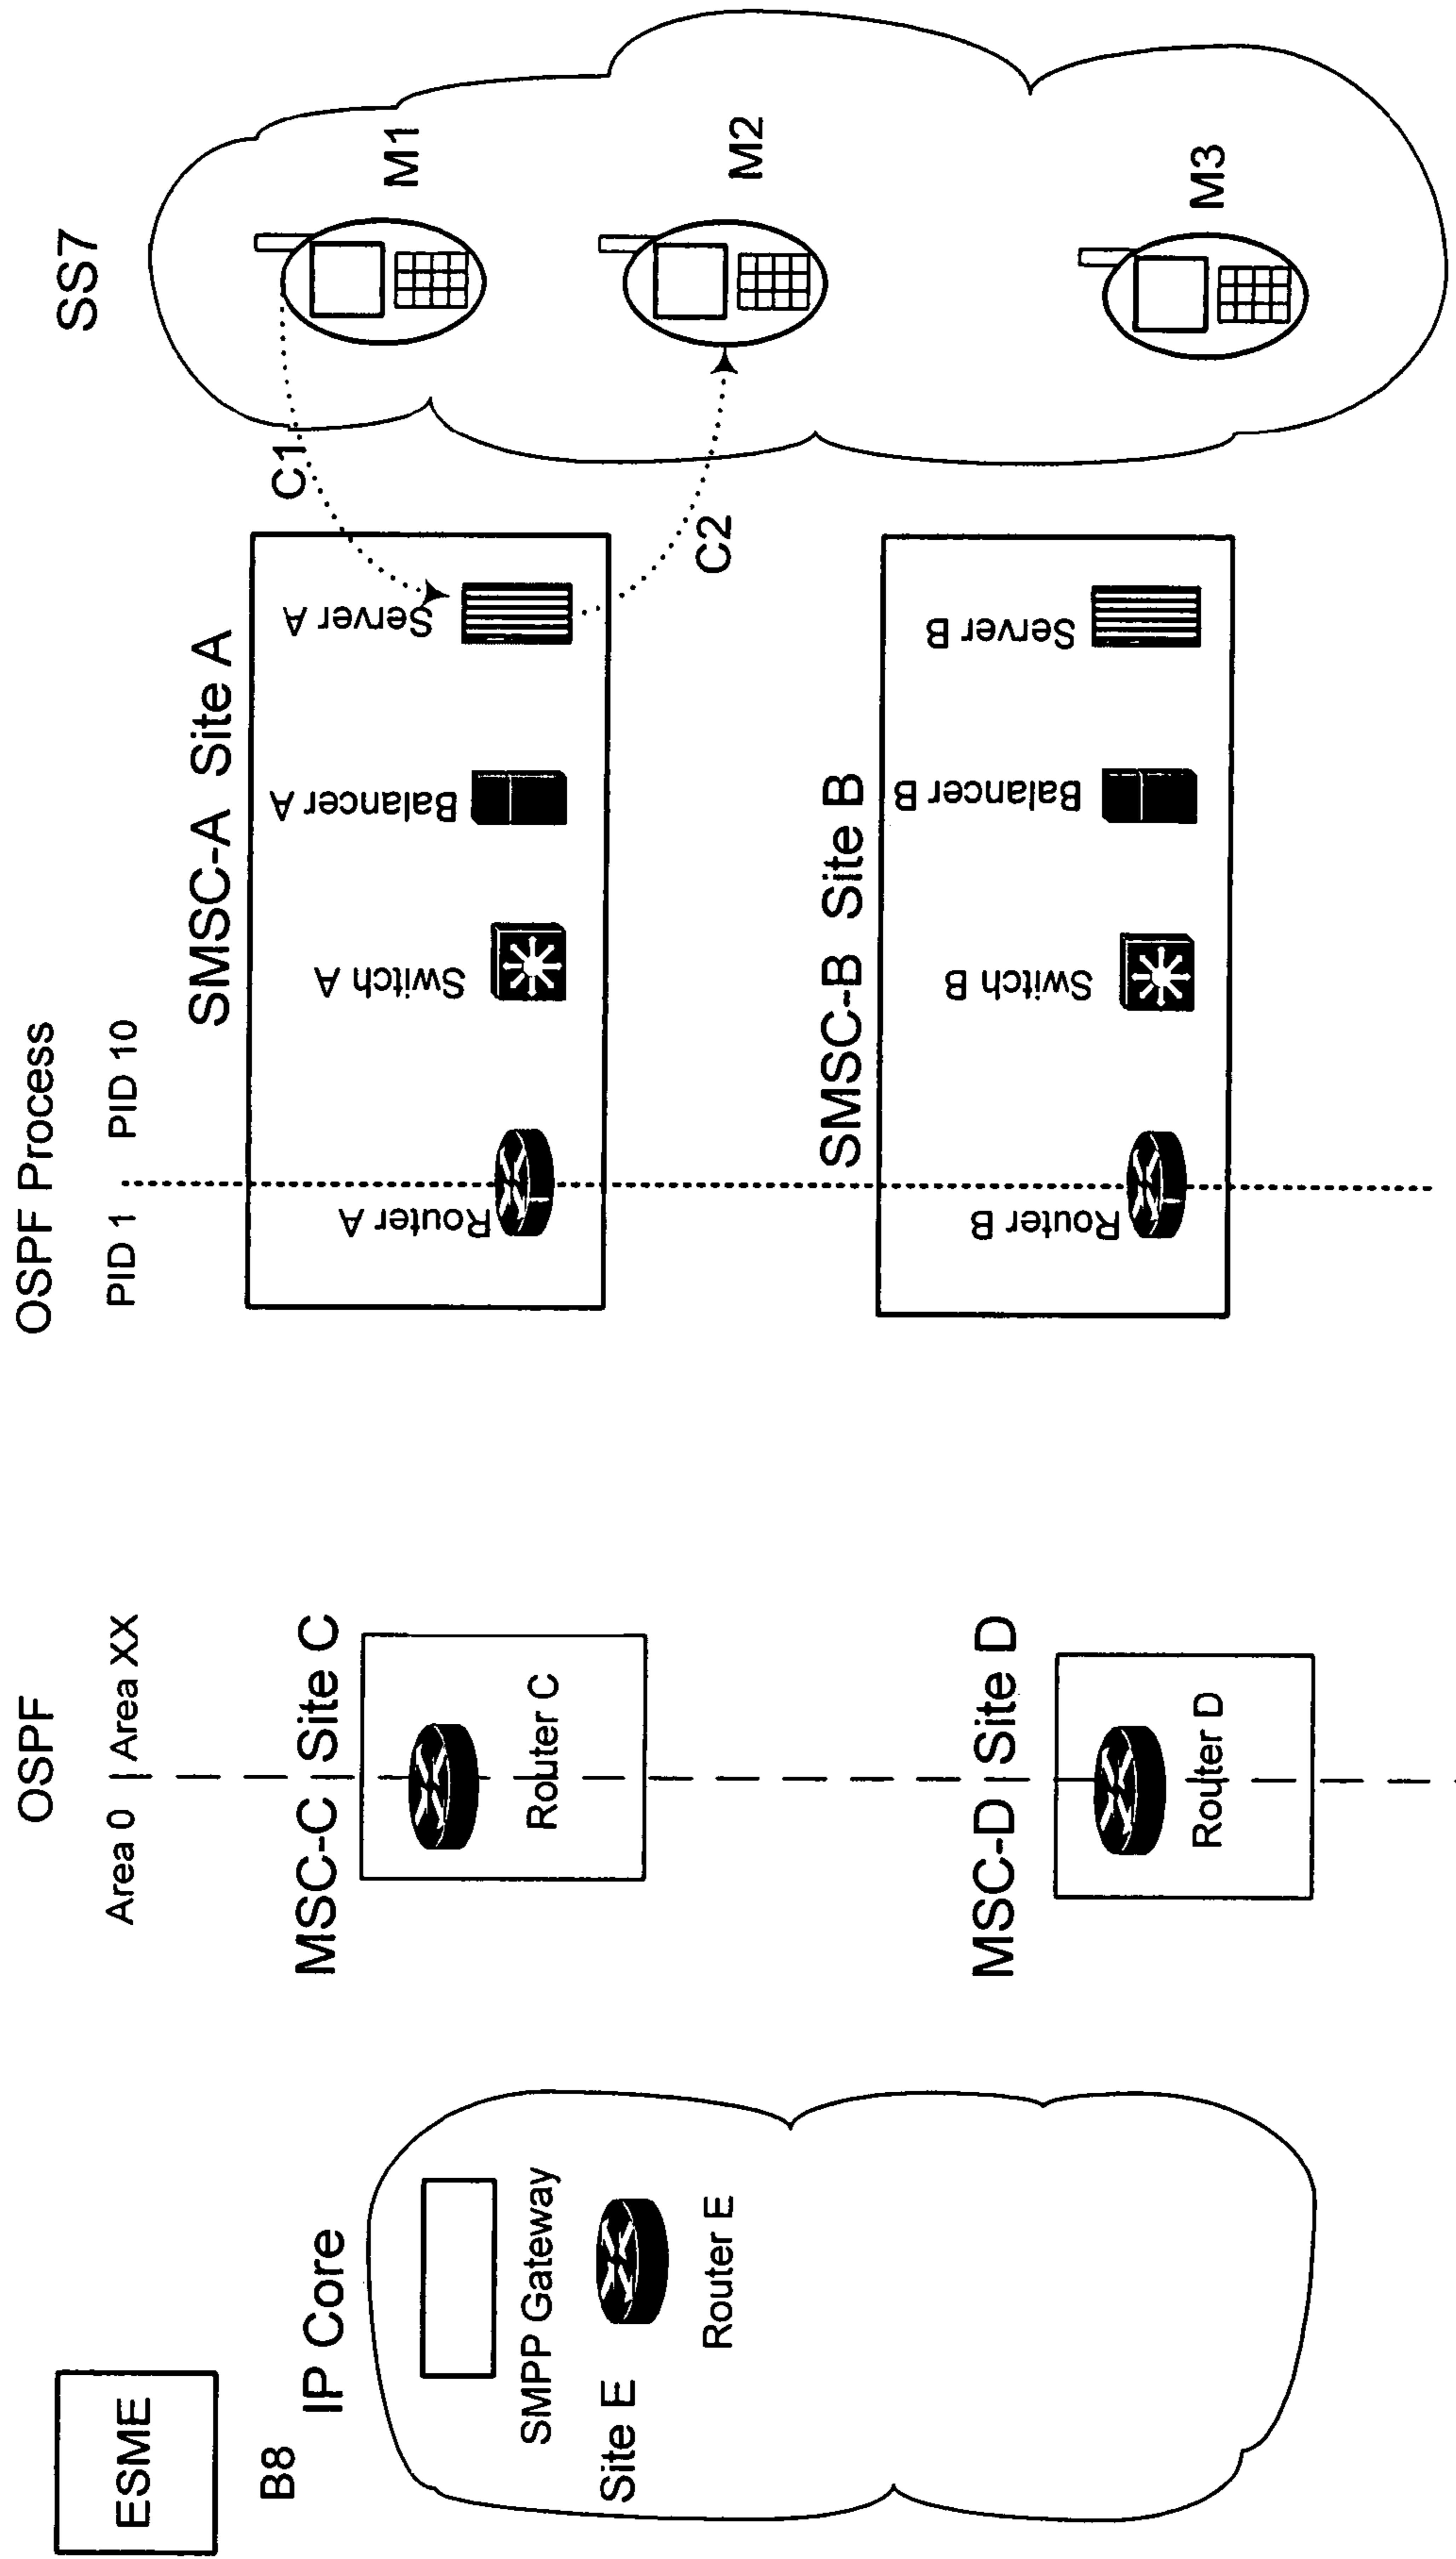 OSPF
OSPF Process
SS7
Area 0 | Area XX
PID 1
PID 10
ESME
B8
IP Core
SMPP Gateway
Site E
Router E
MSC-C Site C
Router C
MSC-D Site D
Router D
SMSC-A Site A
Router A
Switch A
Balancer A
Server A
SMSC-B Site B
Router B
Switch B
Balancer B
Server B
C1
C2
M1
M2
M3